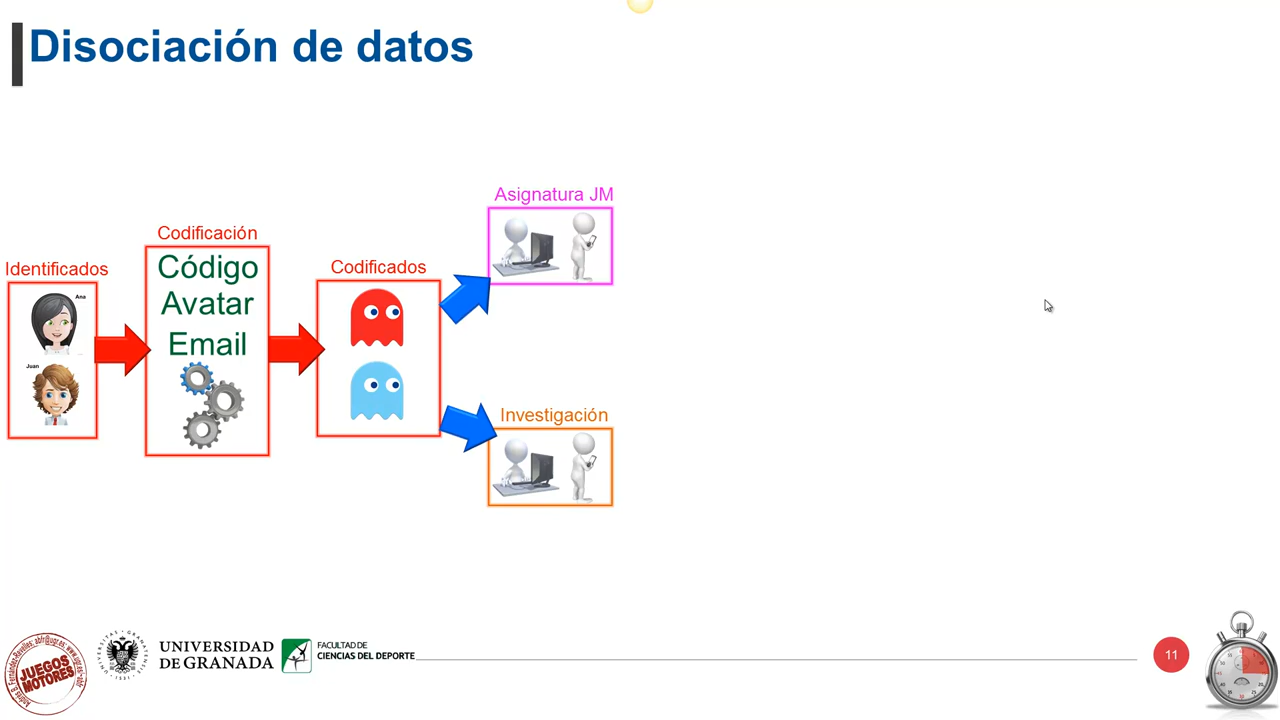 Disociación de datos
Asignatura JM
Codificación
Identificados
Código
Avatar
Email
Codificados
Ana
Juan
Investigación
JUEGOS
MOTORES
UNIVERSIDAD
DE GRANADA
FACULTAD DE
CIENCIAS DEL DEPORTE
11